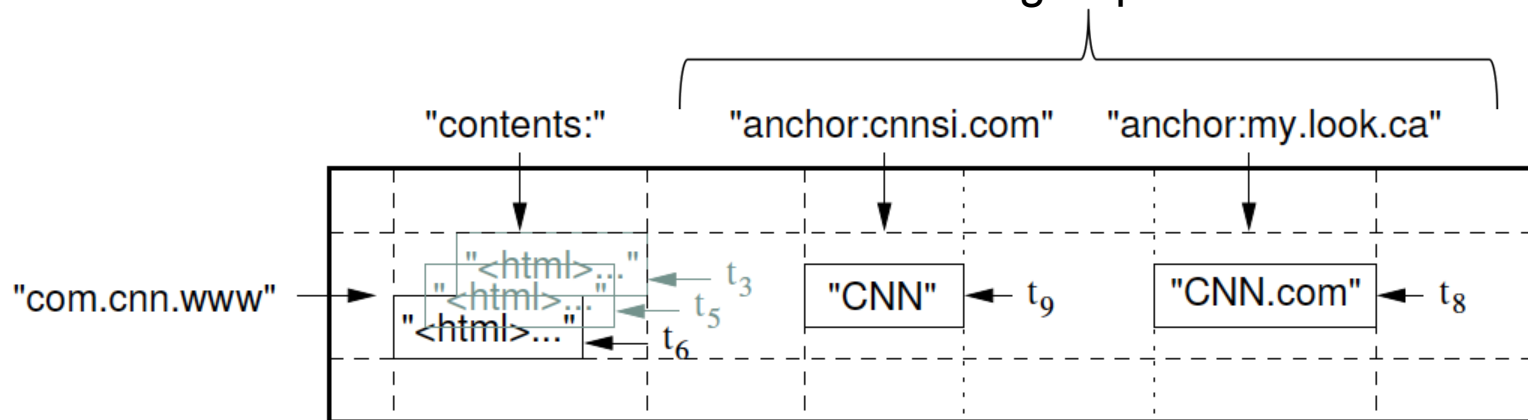 "contents:" "anchor:cnnsi.com" "anchor:my.look.ca"
"<html>..." t3
"com.cnn.www" "<html>..." t5 "CNN" t9 "CNN.com" t8
"<html>..." t6